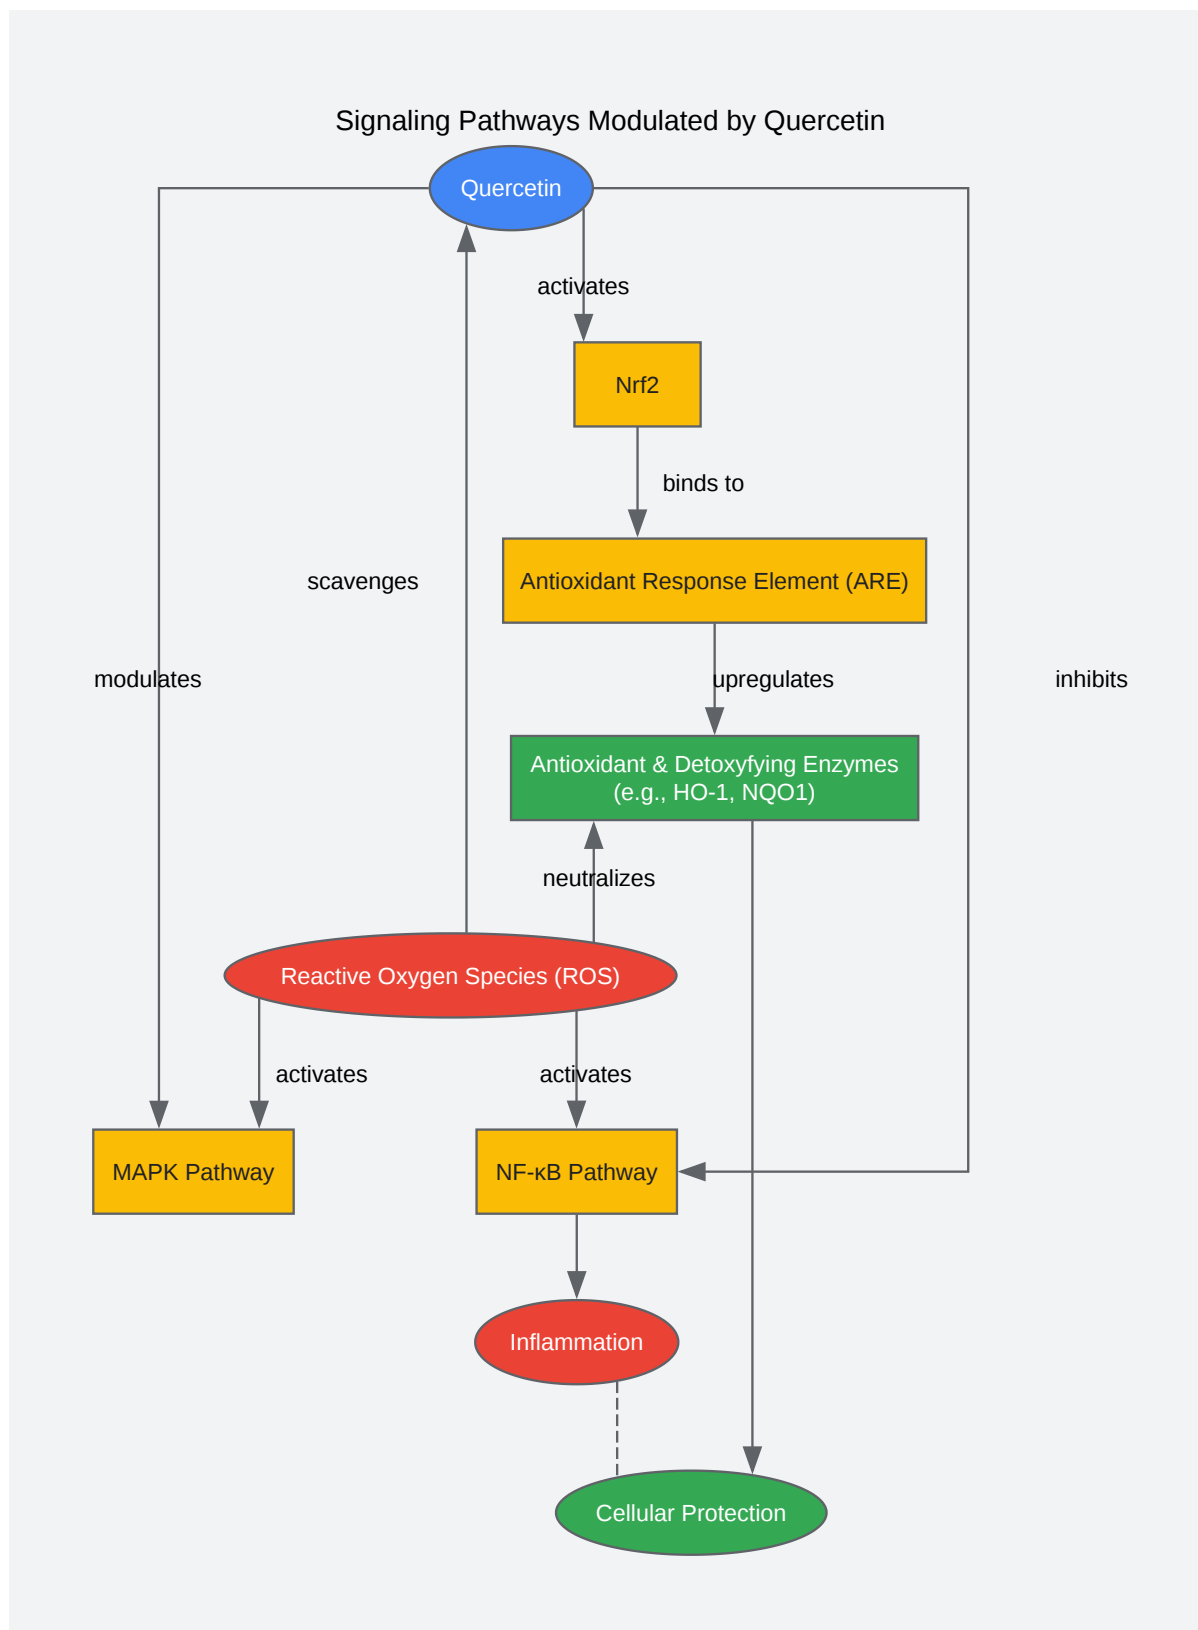 Signaling Pathways Modulated by Quercetin
Quercetin
activates
Nrf2
binds to
Antioxidant Response Element (ARE)
scavenges
modulates
upregulates
inhibits
Antioxidant & Detoxyfying Enzymes
(e.g., HO-1, NQO1)
neutralizes
Reactive Oxygen Species (ROS)
activates
activates
MAPK Pathway
NF-κB Pathway
Inflammation
Cellular Protection